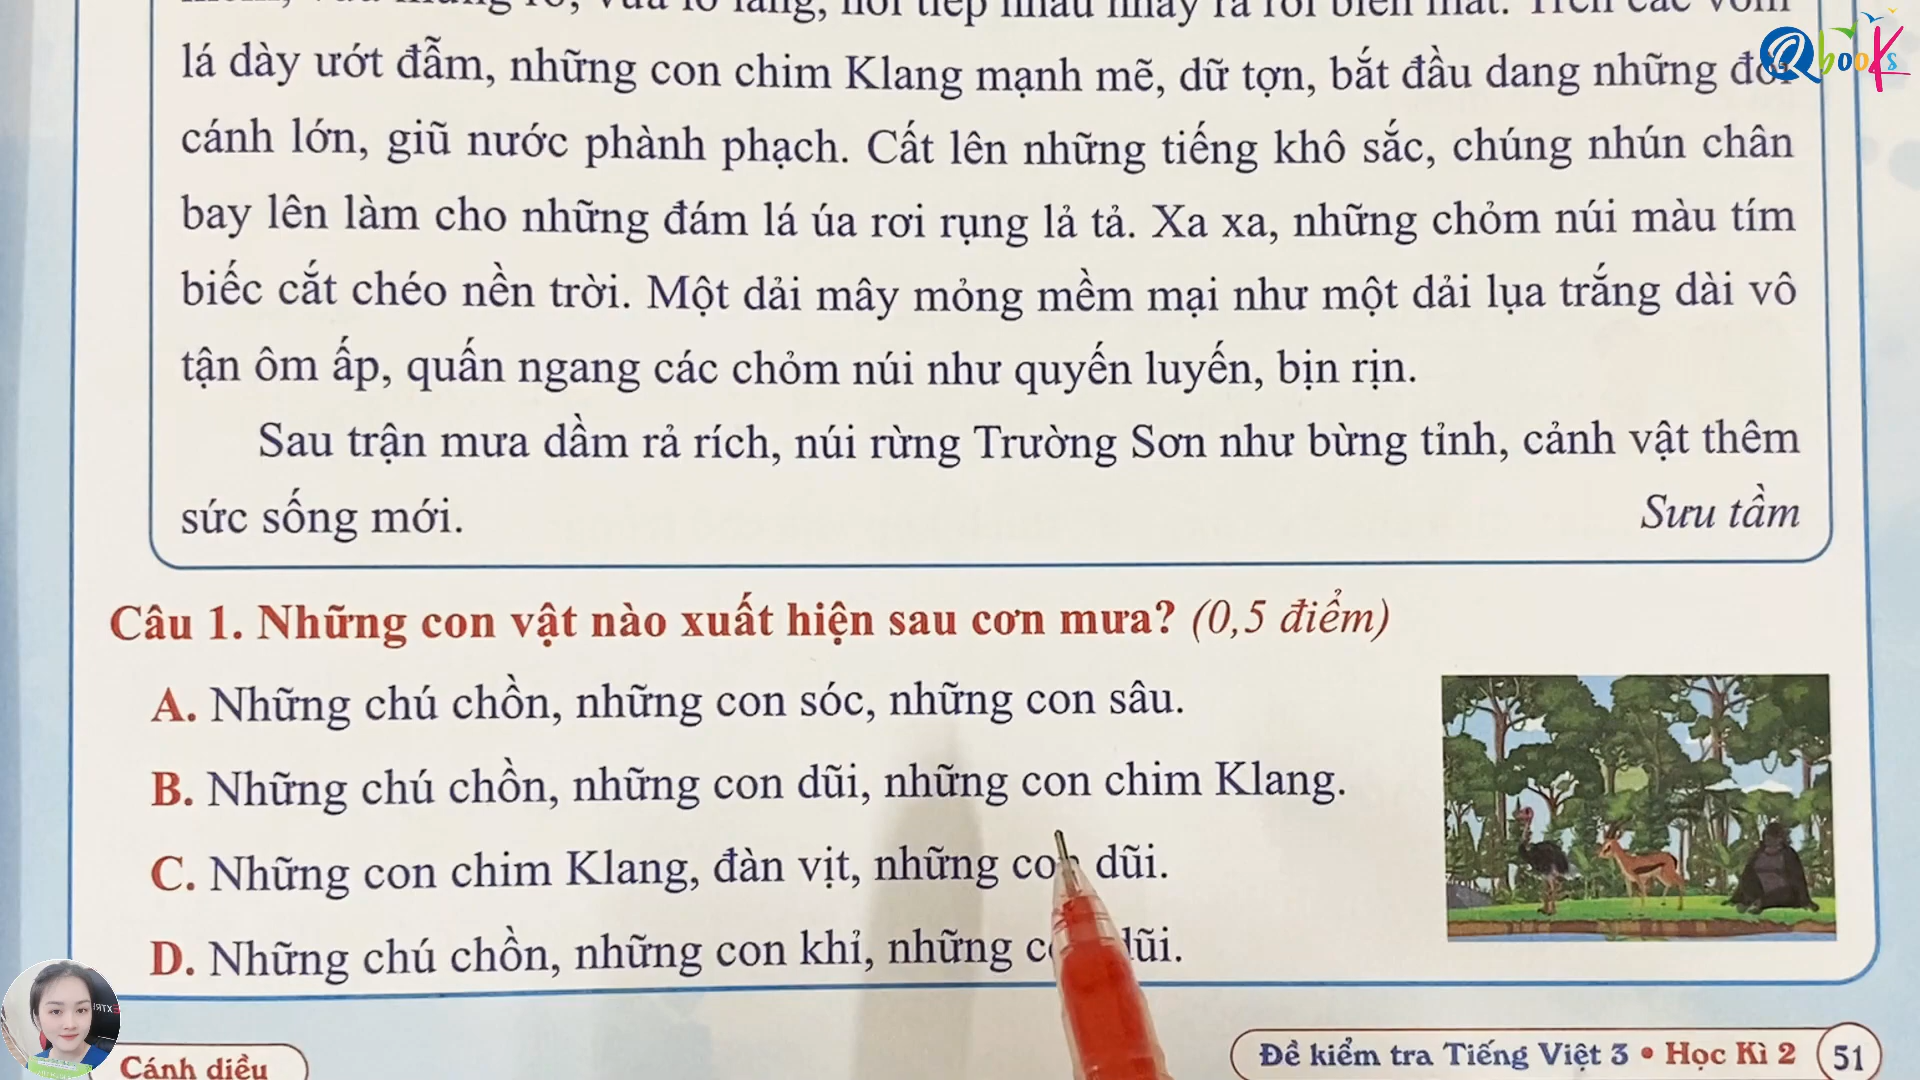 lá dày ướt đẫm, những con chim Klang mạnh mẽ, dữ tợn, bắt đầu dang những đôi
Qbooks
cánh lớn, giũ nước phành phạch. Cất lên những tiếng khô sắc, chúng nhún chân
bay lên làm cho những đám lá úa rơi rụng lả tả. Xa xa, những chỏm núi màu tím
biếc cắt chéo nền trời. Một dải mây mỏng mềm mại như một dải lụa trắng dài vô
tận ôm ấp, quấn ngang các chỏm núi như quyến luyến, bịn rịn.
Sau trận mưa dầm rả rích, núi rừng Trường Sơn như bừng tỉnh, cảnh vật thêm
sức sống mới.
Sưu tầm
Câu 1. Những con vật nào xuất hiện sau cơn mưa? (0,5 điểm)
A. Những chú chồn, những con sóc, những con sâu.
B. Những chú chồn, những con dũi, những con chim Klang.
C. Những con chim Klang, đàn vịt, những con dũi.
D. Những chú chồn, những con khỉ, những con dũi.
Cánh diều
Đề kiểm tra Tiếng Việt 3 • Học Kì 2 51